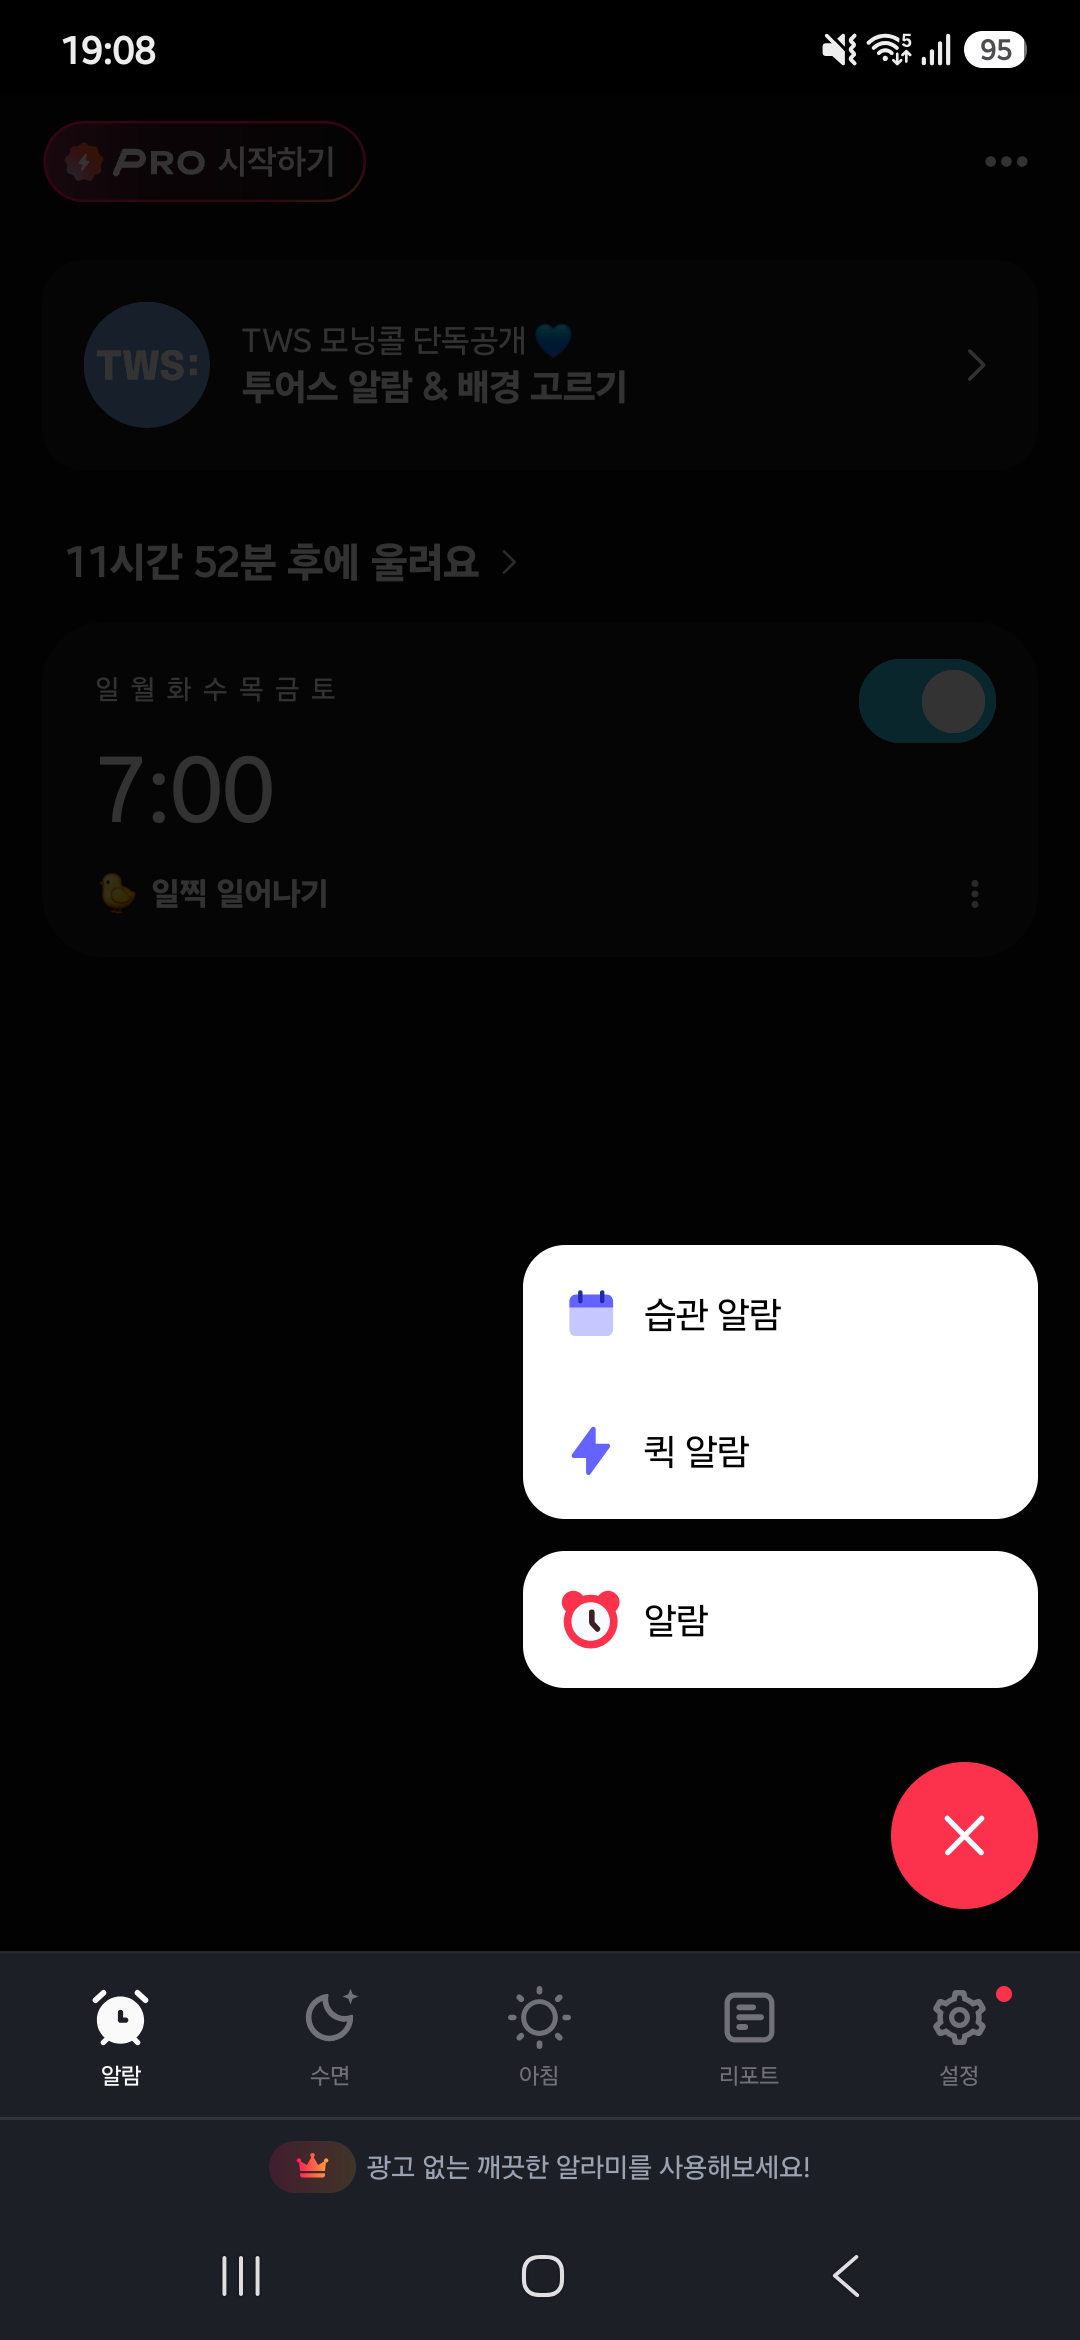 19:08
5
95
PRO 시작하기
TWS:
TWS 모닝콜 단독공개 💙
투어스 알람 & 배경 고르기
11시간 52분 후에 울려요
일 월 화 수 목 금 토
7:00
🐤 일찍 일어나기
습관 알람
퀵 알람
알람
알람
수면
아침
리포트
설정
광고 없는 깨끗한 알라미를 사용해보세요!